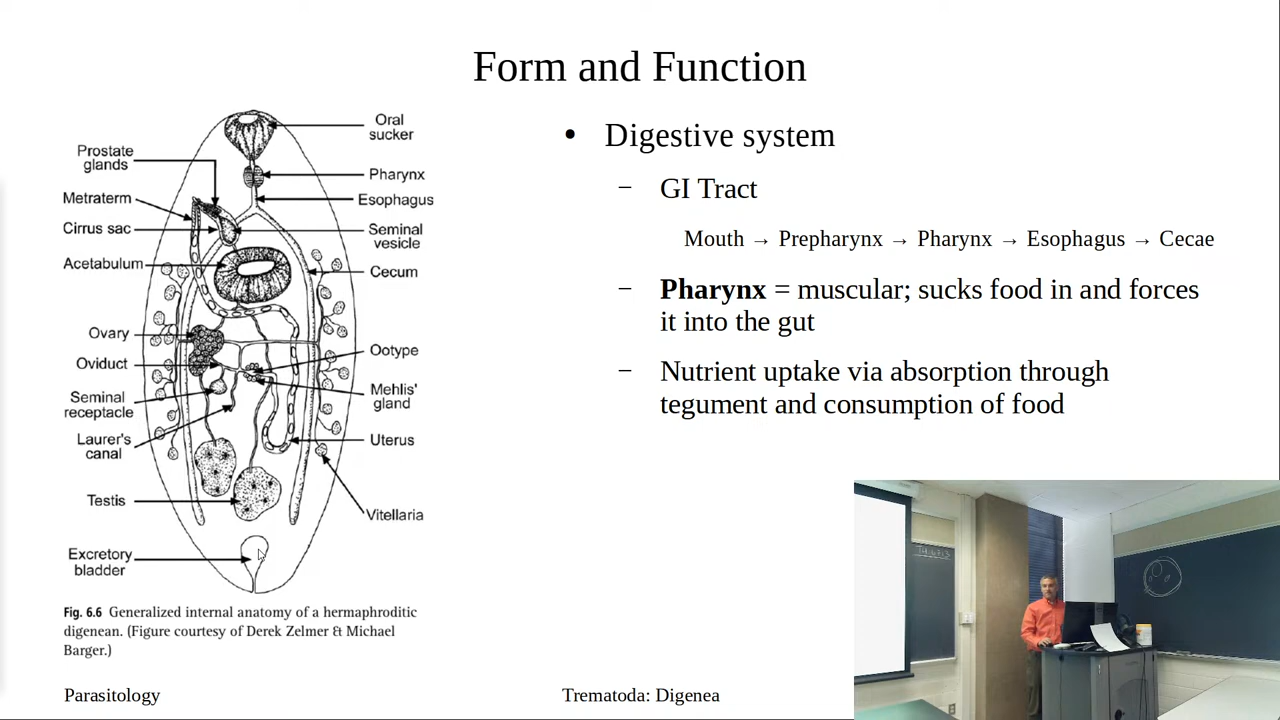 Form and Function
Oral
sucker
Prostate
glands
Pharynx
Metraterm
Esophagus
Cirrus sac
Seminal
vesicle
Acetabulum
Cecum
Ovary
Ootype
Oviduct
Mehlis'
gland
Seminal
receptacle
Laurer's
canal
Uterus
Testis
Vitellaria
Excretory
bladder
Fig. 6.6 Generalized internal anatomy of a hermaphroditic
digenean. (Figure courtesy of Derek Zelmer & Michael
Barger.)
• Digestive system
– GI Tract
Mouth → Prepharynx → Pharynx → Esophagus → Cecae
– Pharynx = muscular; sucks food in and forces
it into the gut
– Nutrient uptake via absorption through
tegument and consumption of food
Parasitology
Trematoda: Digenea